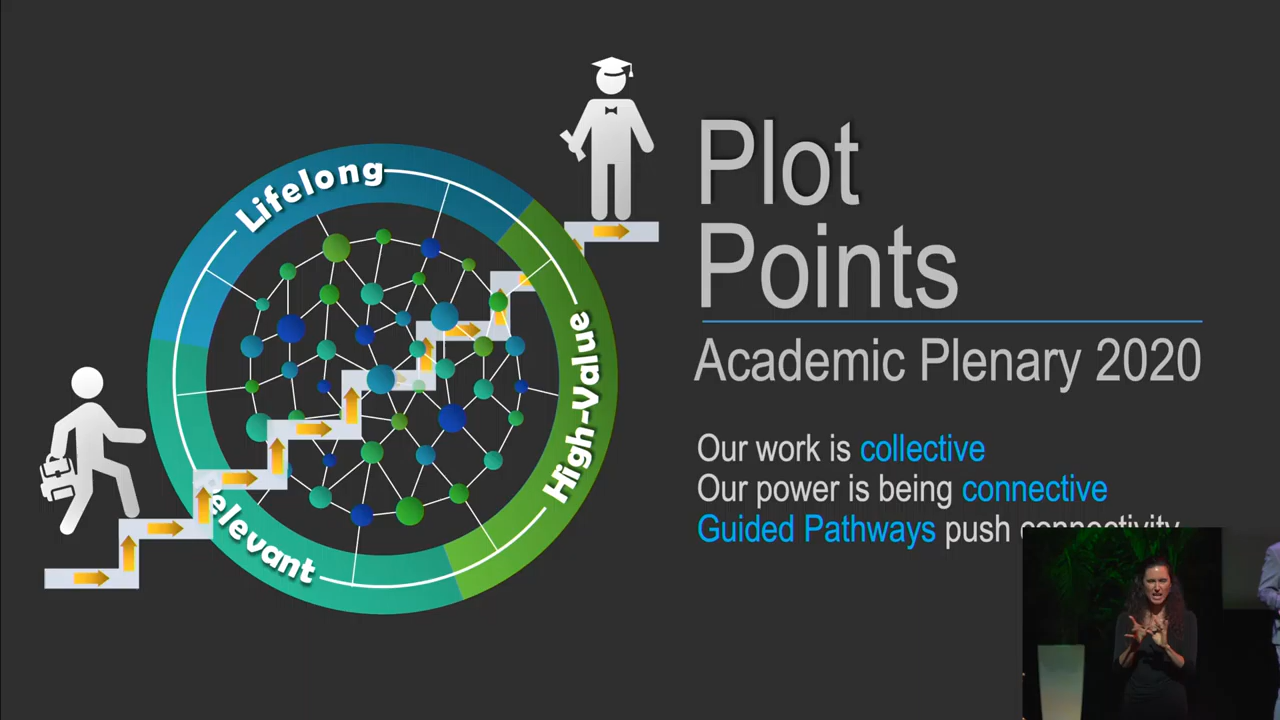 Lifelong
High-Value
elevant
Plot
Points
Academic Plenary 2020
Our work is collective
Our power is being connective
Guided Pathways push connectivity